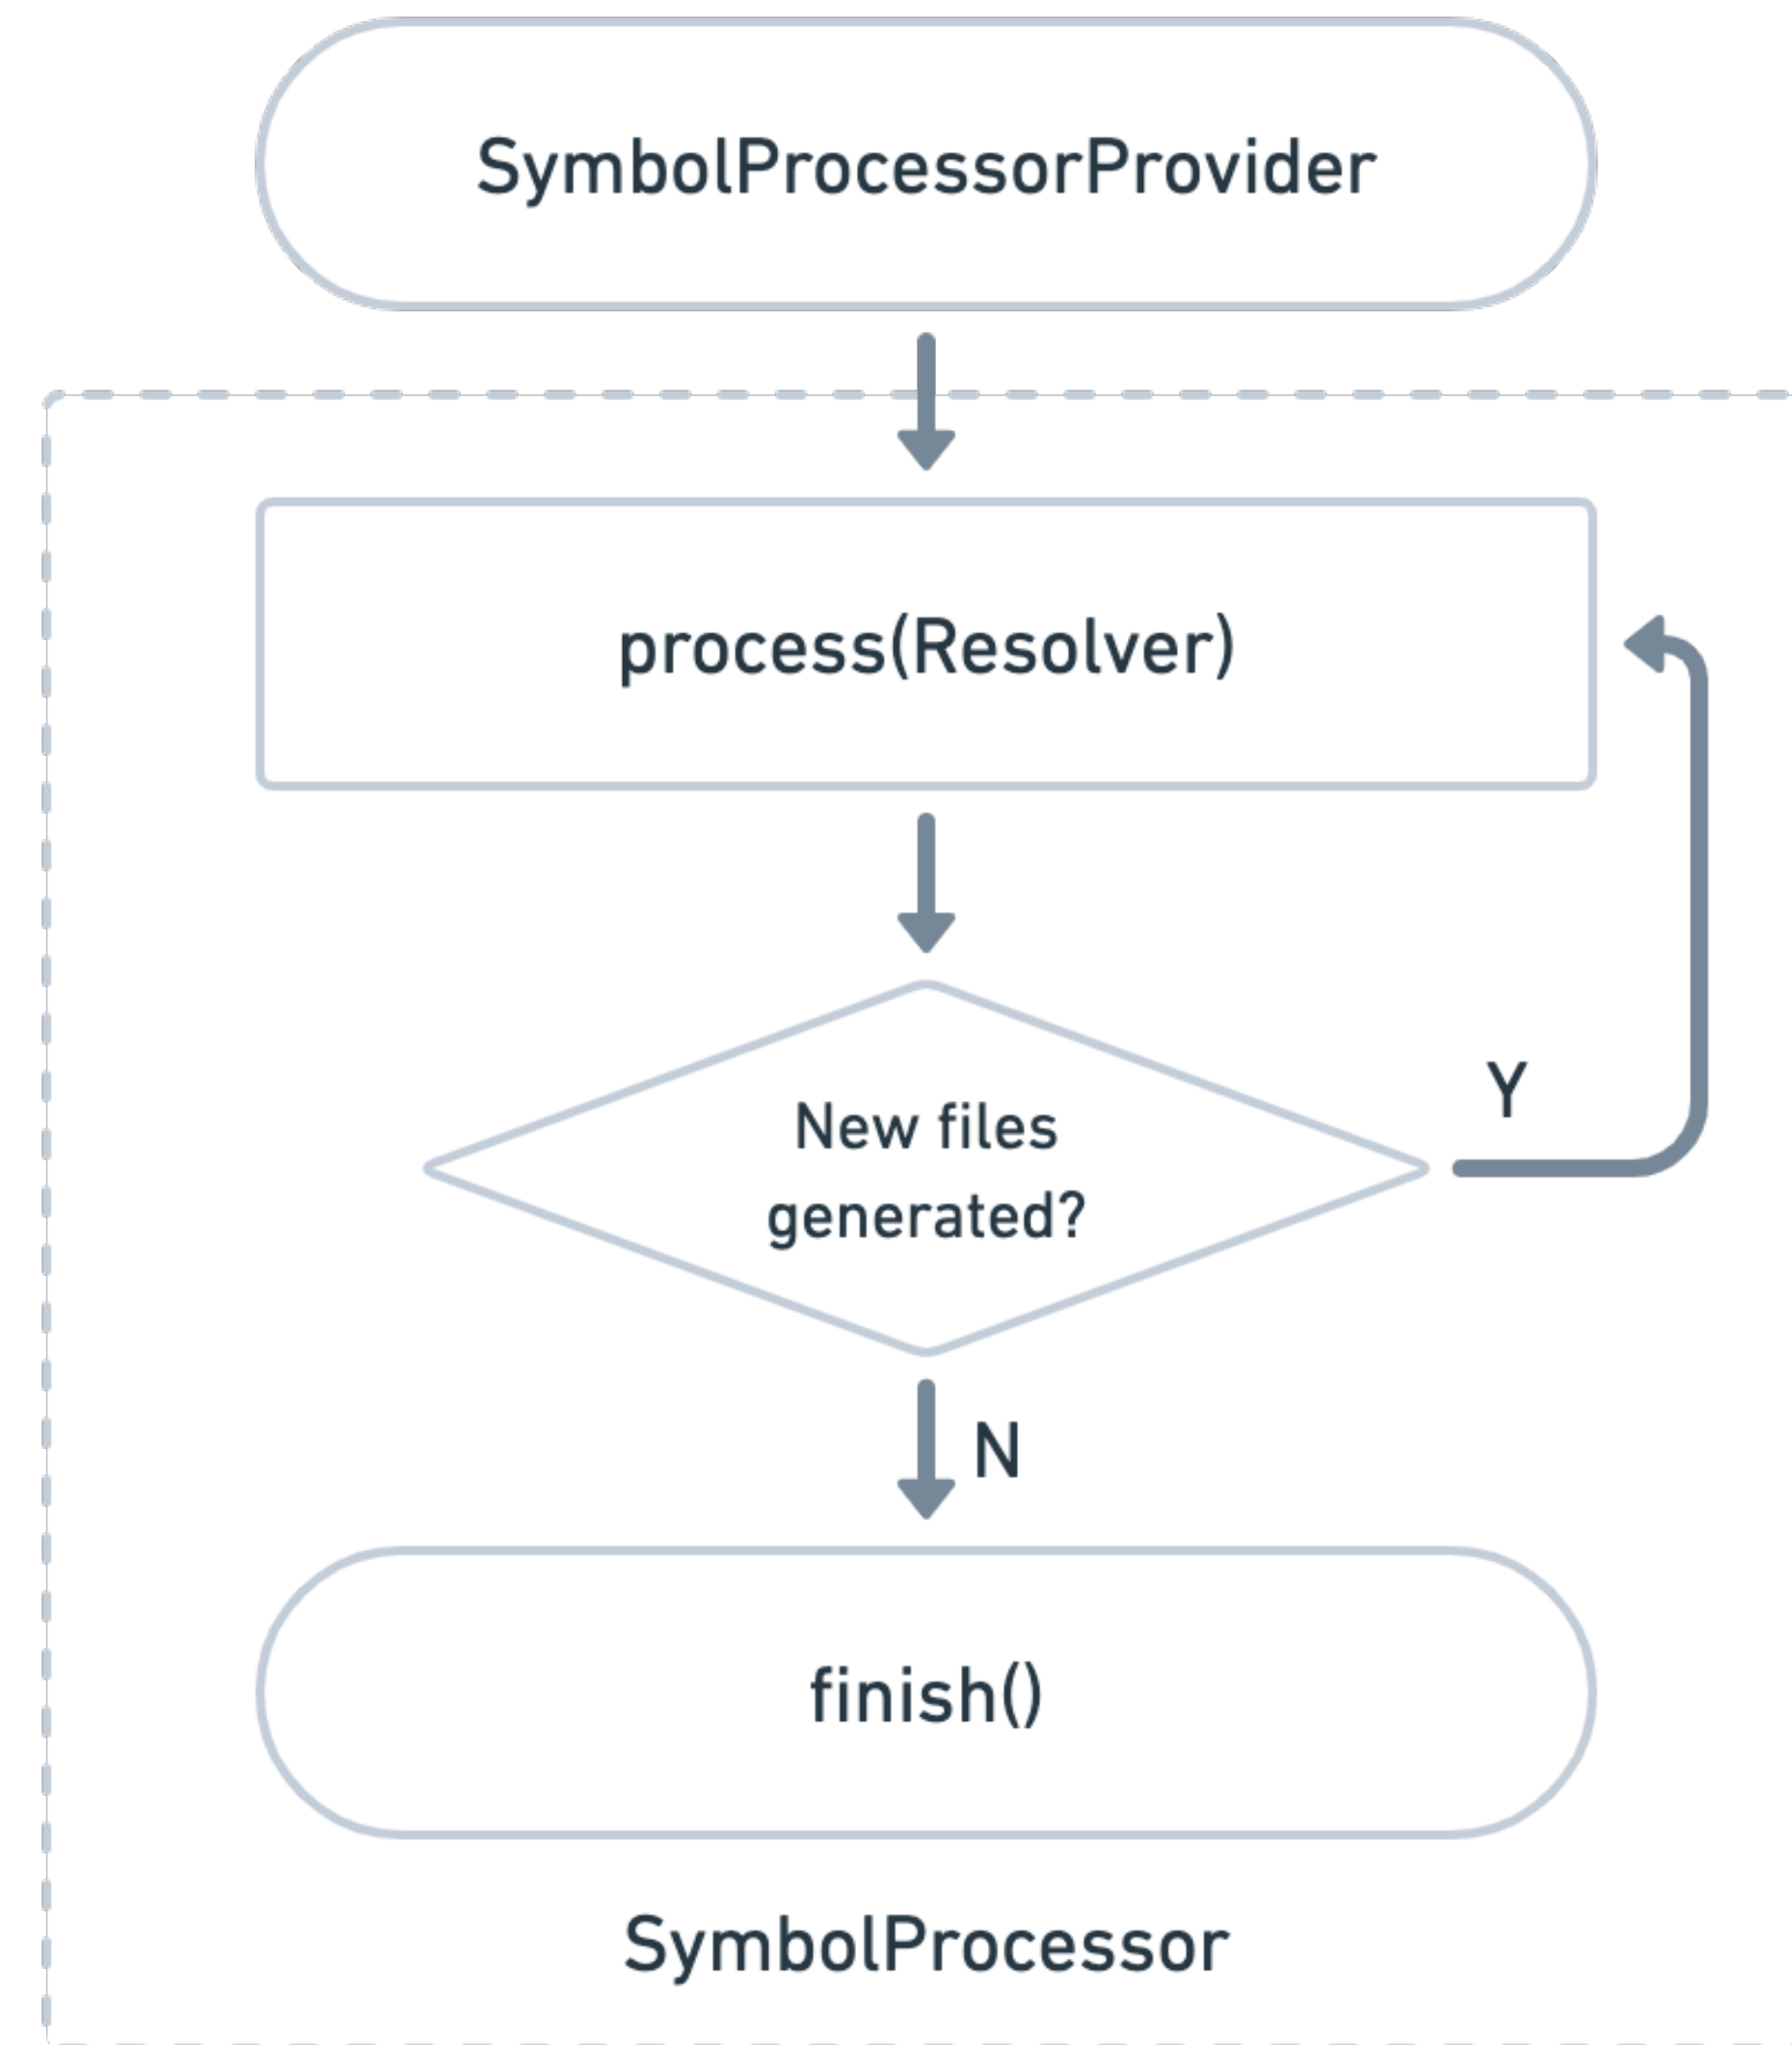 SymbolProcessorProvider
process(Resolver)
New files
generated?
Y
N
finish()
SymbolProcessor